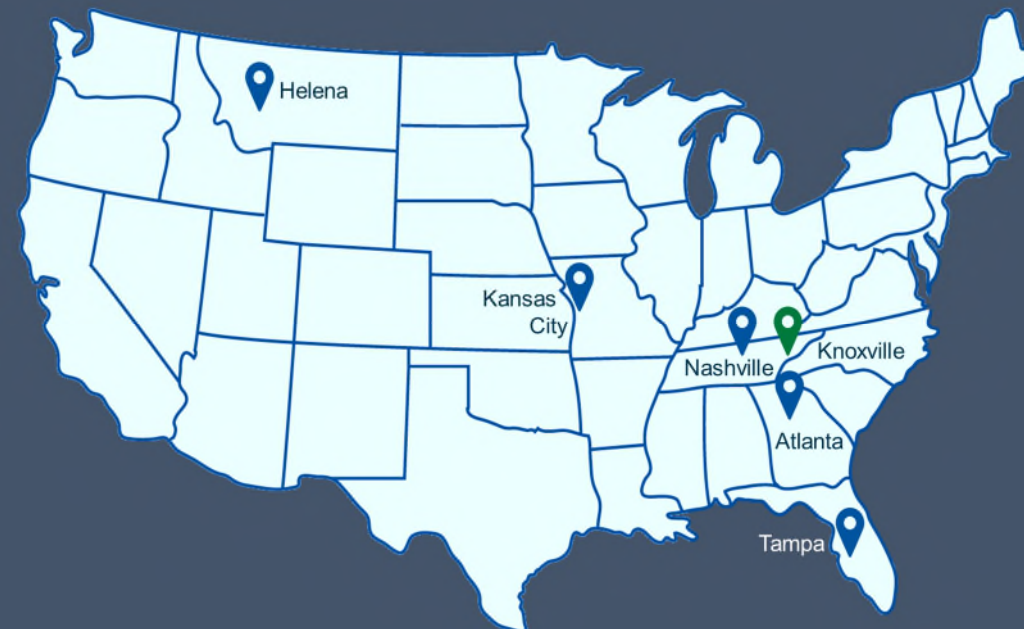 Helena
Kansas
City
Nashville
Knoxville
Atlanta
Tampa